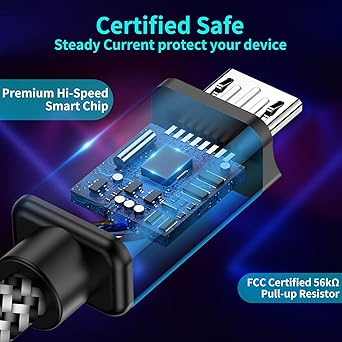 Certified Safe
Steady Current protect your device
Premium Hi-Speed
Smart Chip
FCC Certified 56kΩ
Pull-up Resistor